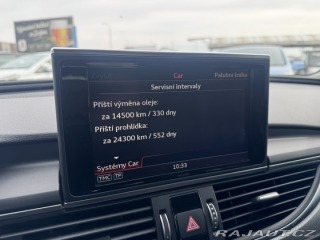 Car
Palubní kniha
Servisní intervaly
Příští výměna oleje:
za 14500 km / 330 dny
Příští prohlídka:
za 24300 km / 552 dny
Systémy Car
TMC TP
10:33
RAJAUT.CZ